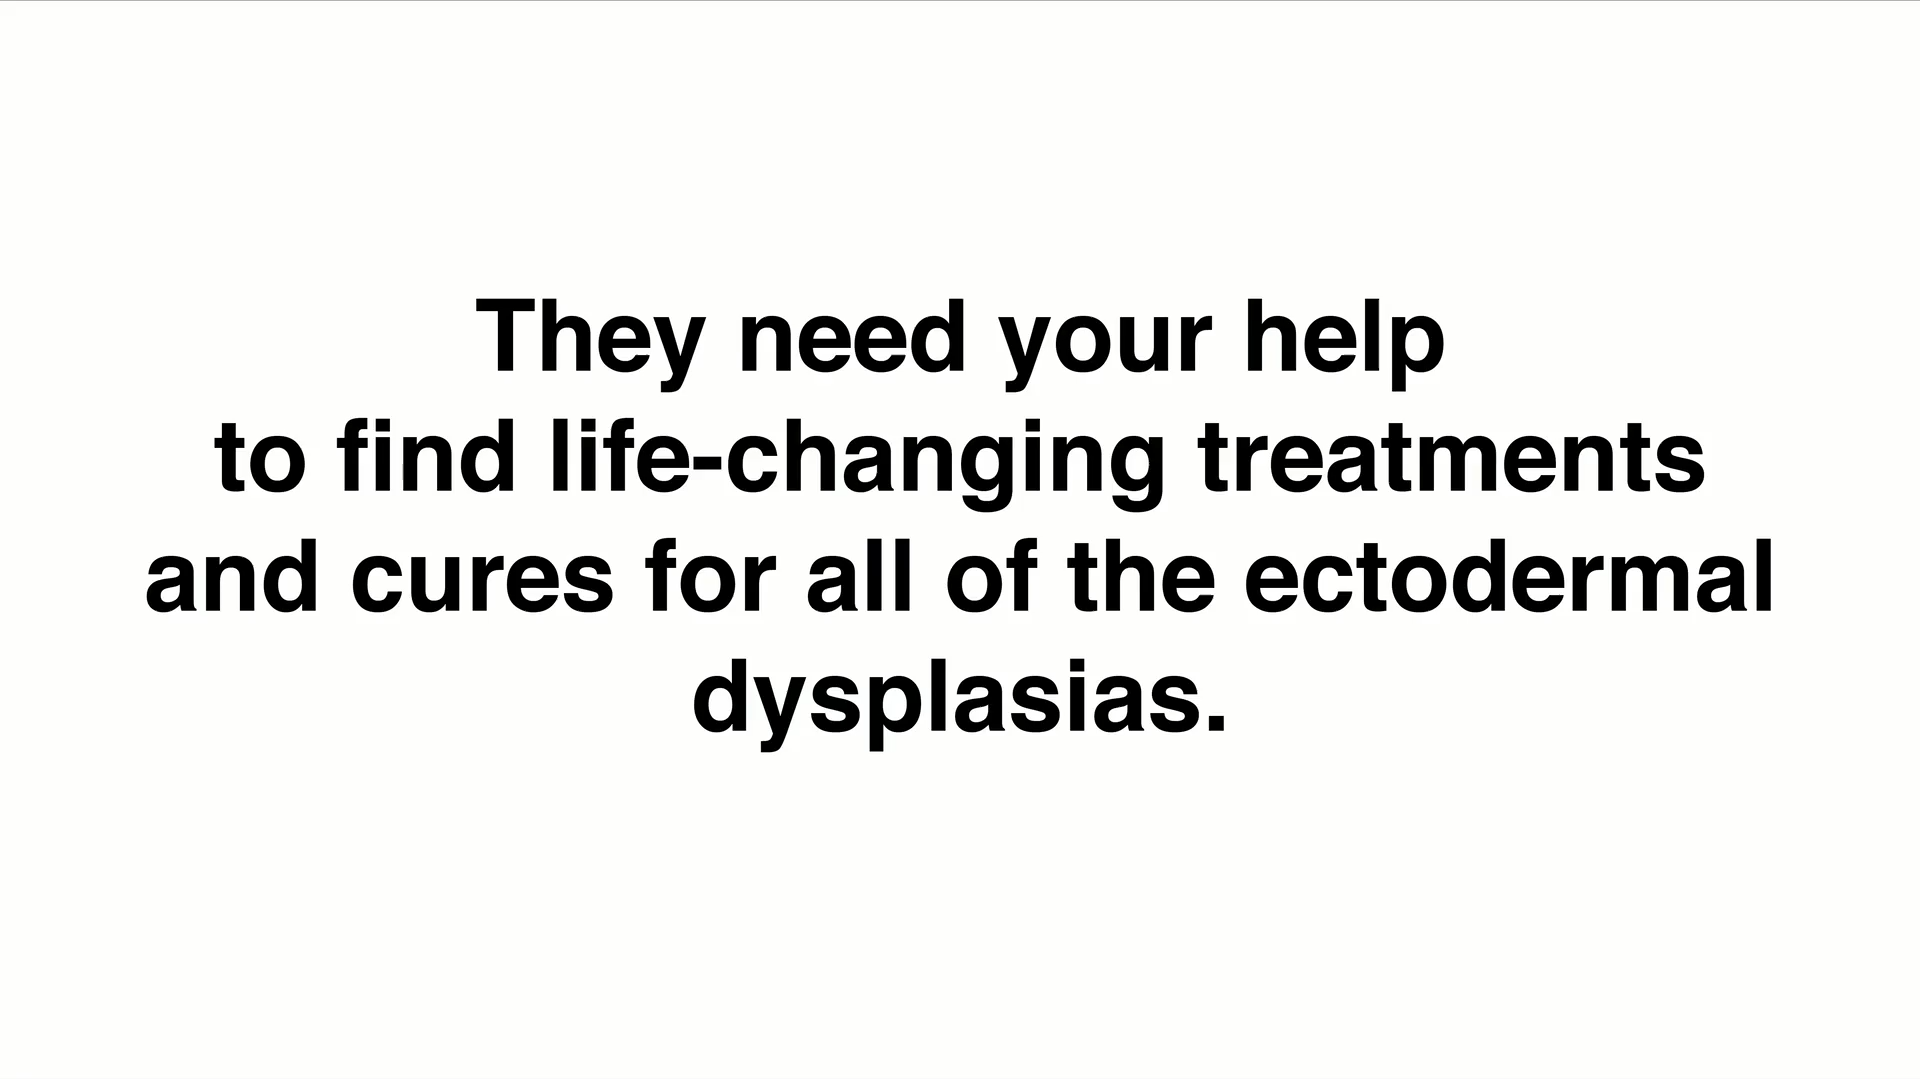 They need your help
to find life-changing treatments
and cures for all of the ectodermal
dysplasias.